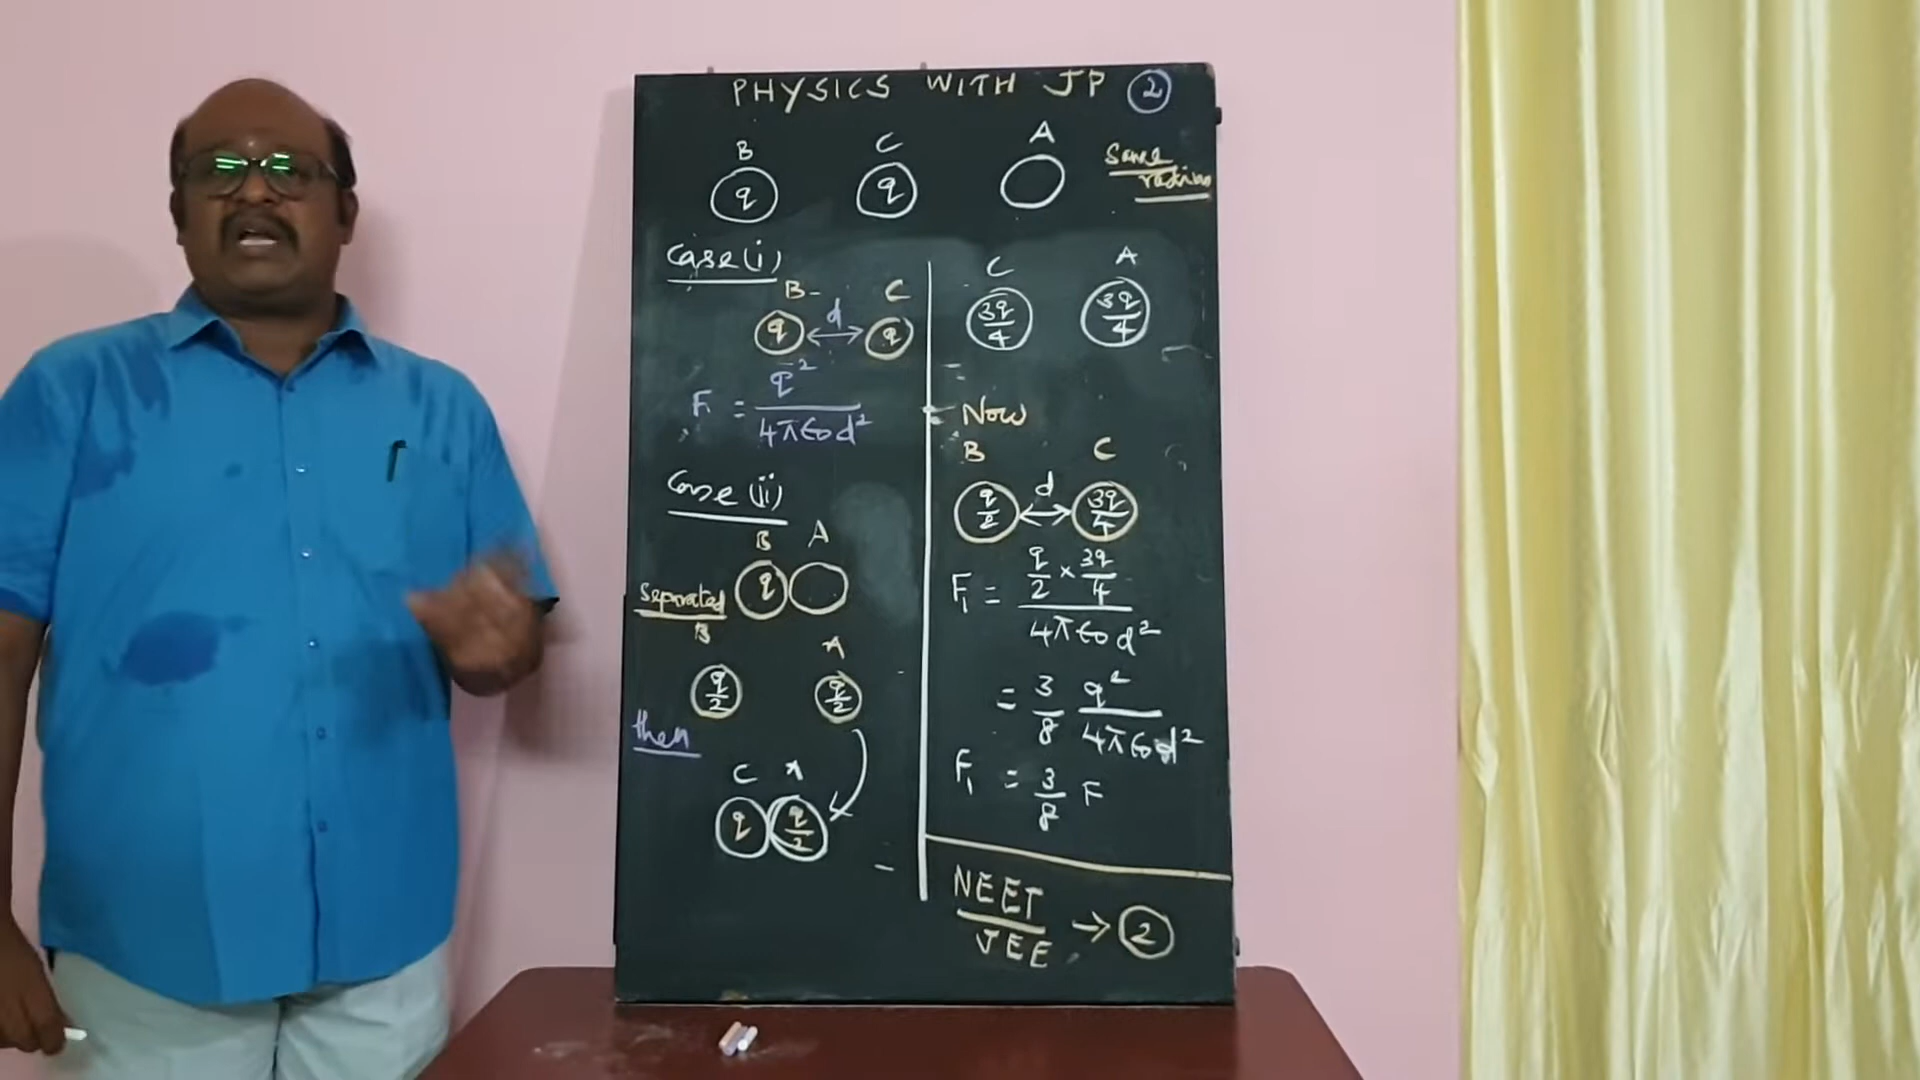 PHYSICS WITH JP 2
B C A
q q
Same
radius
Case (i)
B C
q d q
F = q² / 4πε₀d²
Case (ii)
B A
q
Separated
B A
q/2 q/2
then
C A
q q/2
C A
3q/4 3q/4
Now
B C
q/2 d 3q/4
F₁ = q/2 × 3q/4 / 4πε₀d²
= 3/8 q²/4πε₀d²
F₁ = 3/8 F
NEET
JEE → 2